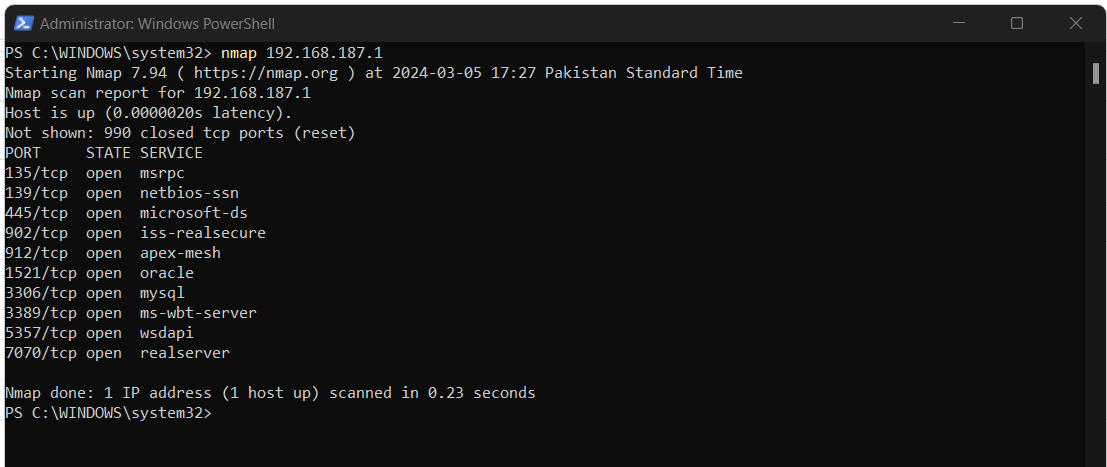 Administrator: Windows PowerShell
PS C:\WINDOWS\system32> nmap 192.168.187.1
Starting Nmap 7.94 ( https://nmap.org ) at 2024-03-05 17:27 Pakistan Standard Time
Nmap scan report for 192.168.187.1
Host is up (0.0000020s latency).
Not shown: 990 closed tcp ports (reset)
PORT     STATE SERVICE
135/tcp  open  msrpc
139/tcp  open  netbios-ssn
445/tcp  open  microsoft-ds
902/tcp  open  iss-realsecure
912/tcp  open  apex-mesh
1521/tcp open  oracle
3306/tcp open  mysql
3389/tcp open  ms-wbt-server
5357/tcp open  wsdapi
7070/tcp open  realserver

Nmap done: 1 IP address (1 host up) scanned in 0.23 seconds
PS C:\WINDOWS\system32>